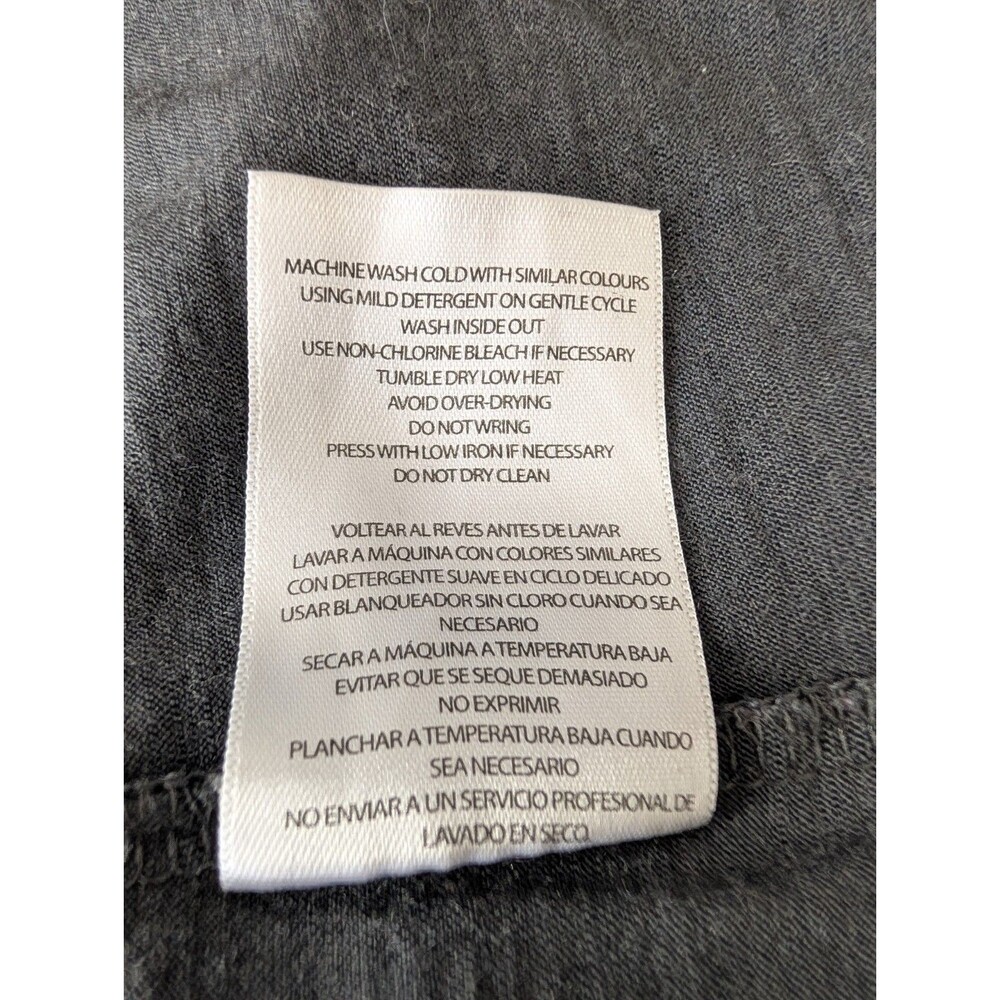 MACHINE WASH COLD WITH SIMILAR COLOURS
USING MILD DETERGENT ON GENTLE CYCLE
WASH INSIDE OUT
USE NON-CHLORINE BLEACH IF NECESSARY
TUMBLE DRY LOW HEAT
AVOID OVER-DRYING
DO NOT WRING
PRESS WITH LOW IRON IF NECESSARY
DO NOT DRY CLEAN
VOLTEAR AL REVES ANTES DE LAVAR
LAVAR A MÁQUINA CON COLORES SIMILARES
CON DETERGENTE SUAVE EN CICLO DELICADO
USAR BLANQUEADOR SIN CLORO CUANDO SEA
NECESARIO
SECAR A MÁQUINA A TEMPERATURA BAJA
EVITAR QUE SE SEQUE DEMASIADO
NO EXPRIMIR
PLANCHAR A TEMPERATURA BAJA CUANDO
SEA NECESARIO
NO ENVIAR A UN SERVICIO PROFESIONAL DE
LAVADO EN SECO